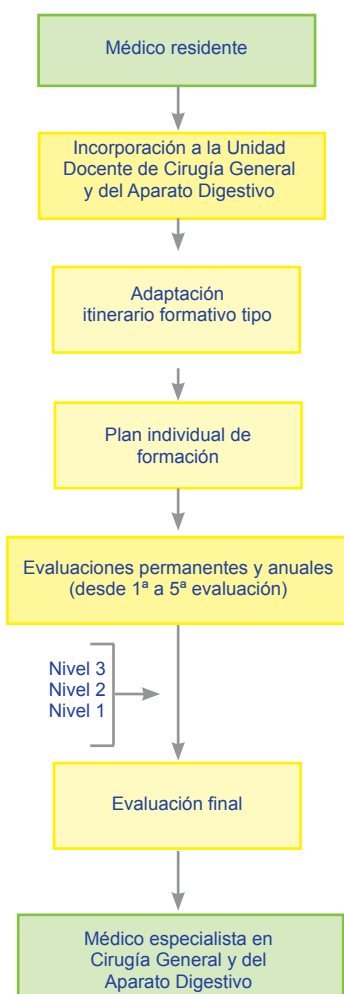 Médico residente
Incorporación a la Unidad
Docente de Cirugía General
y del Aparato Digestivo
Adaptación
itinerario formativo tipo
Plan individual de
formación
Evaluaciones permanentes y anuales
(desde 1ª a 5ª evaluación)
Nivel 3
Nivel 2
Nivel 1
Evaluación final
Médico especialista en
Cirugía General y del
Aparato Digestivo